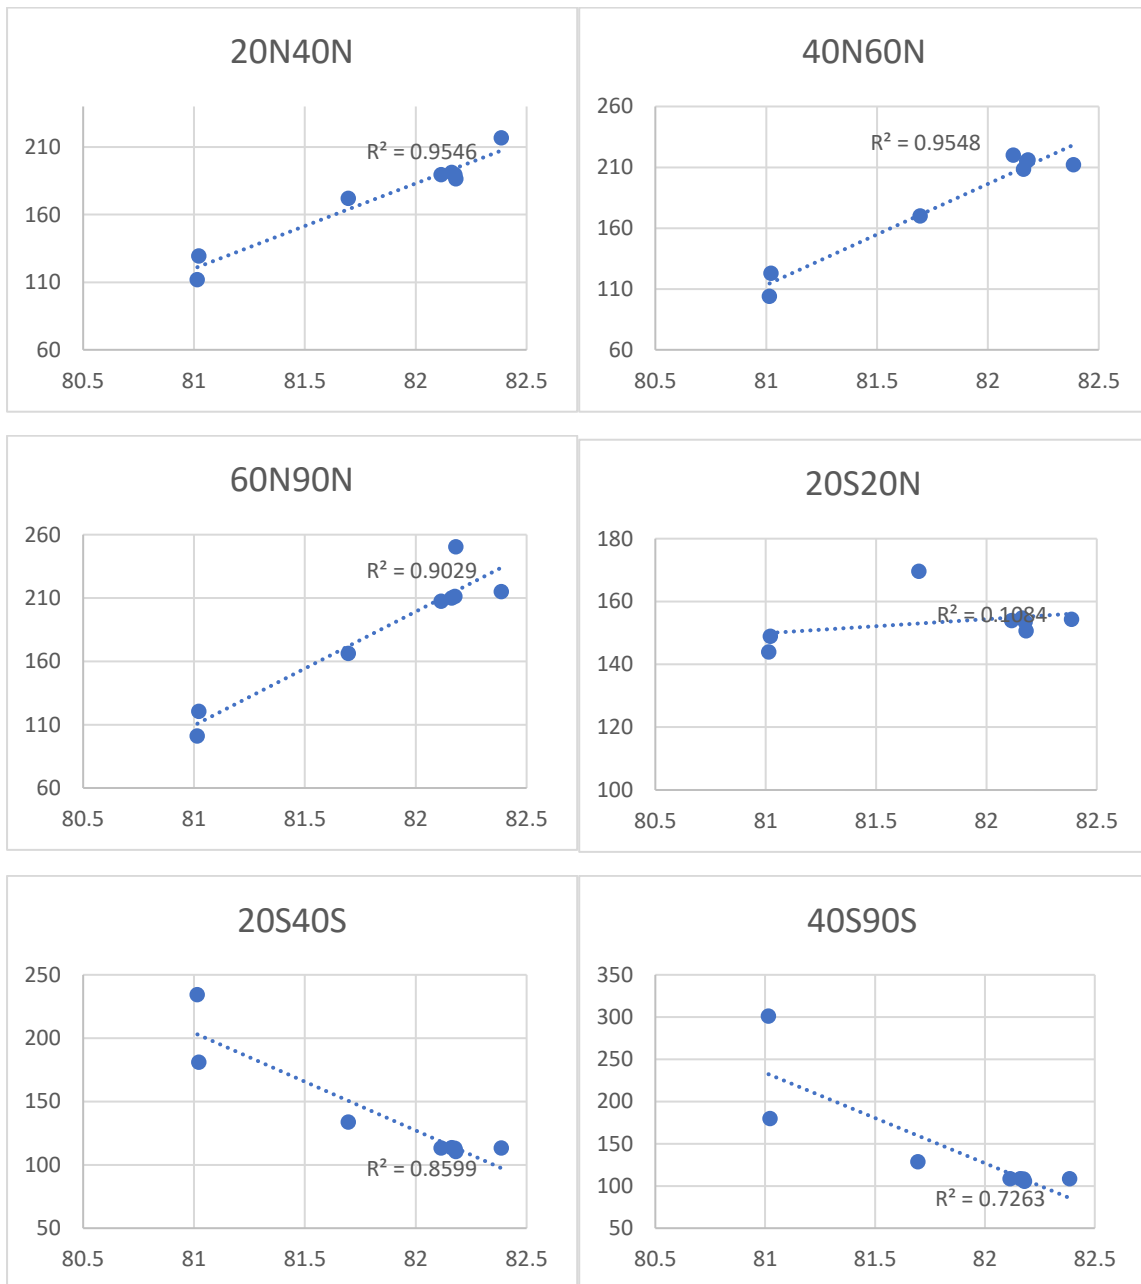 20N40N
R² = 0.9546
210
160
110
60
80.5 81 81.5 82 82.5
40N60N
R² = 0.9548
260
210
160
110
60
80.5 81 81.5 82 82.5
60N90N
R² = 0.9029
260
210
160
110
60
80.5 81 81.5 82 82.5
20S20N
R² = 0.1084
180
160
140
120
100
80.5 81 81.5 82 82.5
20S40S
R² = 0.8599
250
200
150
100
50
80.5 81 81.5 82 82.5
40S90S
R² = 0.7263
350
300
250
200
150
100
50
80.5 81 81.5 82 82.5